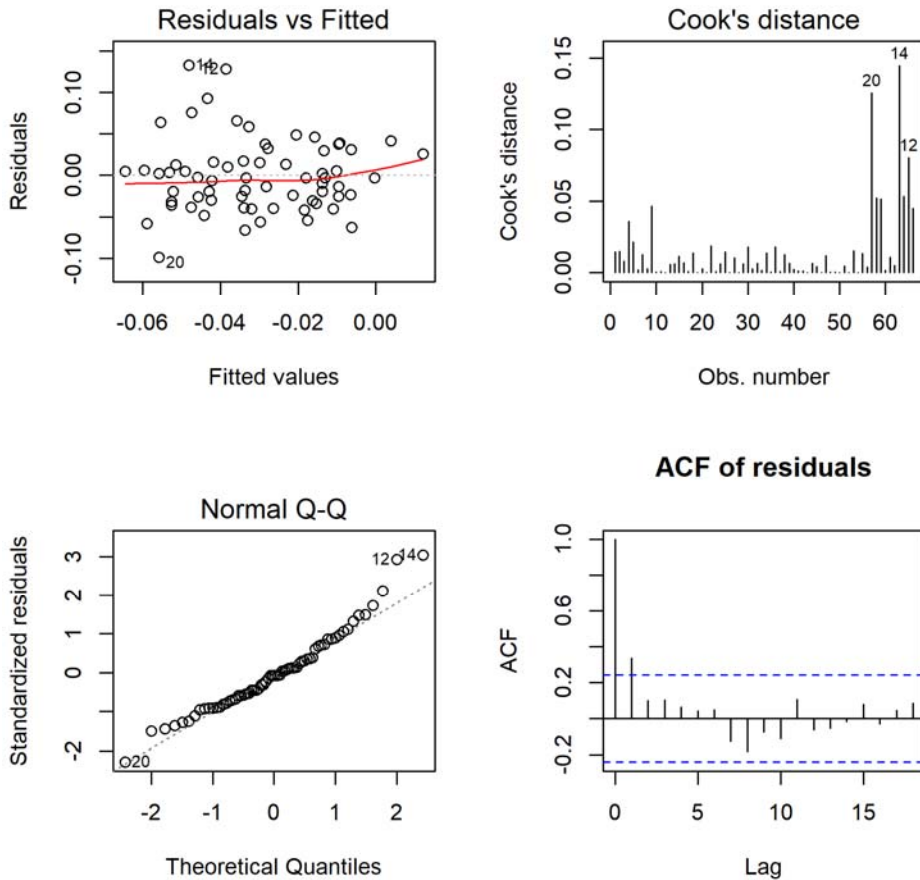 Residuals vs Fitted
Residuals
0.10
0.00
-0.10
14
12
20
-0.06
-0.04
-0.02
0.00
Fitted values
Cook's distance
Cook's distance
0.15
0.10
0.05
0.00
20
14
12
0 10 20 30 40 50 60
Obs. number
Normal Q-Q
Standardized residuals
3
2
1
0
-2
12
14
20
-2 -1 0 1 2
Theoretical Quantiles
ACF of residuals
ACF
1.0
0.6
0.2
-0.2
0 5 10 15
Lag